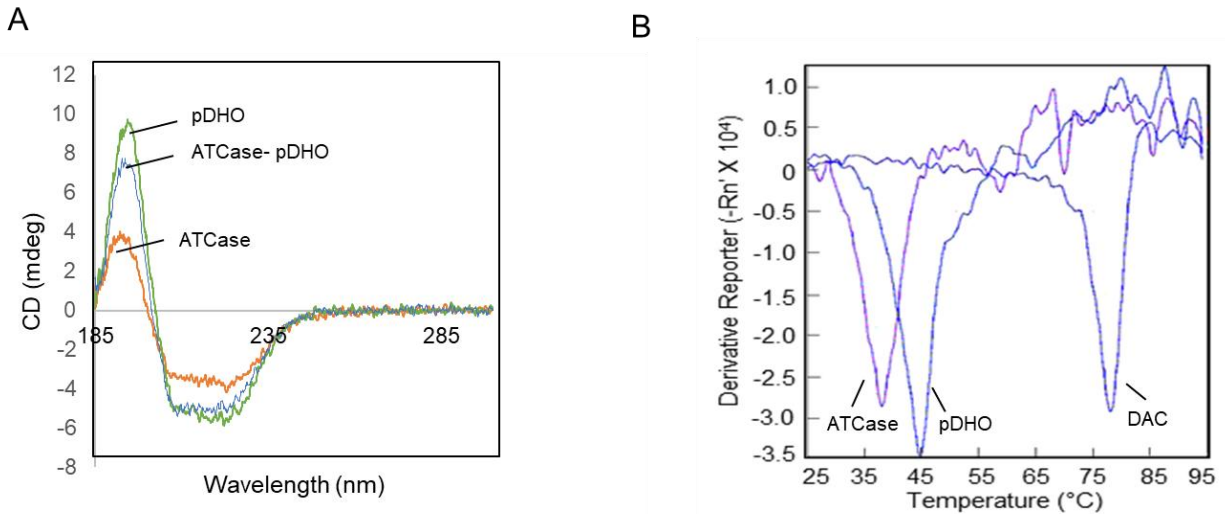 A
B
12
10
8
6
4
2
0
-2
-4
-6
-8
185
235
285
pDHO
ATCase- pDHO
ATCase
CD (mdeg)
Wavelength (nm)
1.0
0.5
0
-0.5
-1.0
-1.5
-2.0
-2.5
-3.0
-3.5
Derivative Reporter (-Rn' X 10⁴)
ATCase
pDHO
DAC
25 35 45 55 65 75 85 95
Temperature (°C)